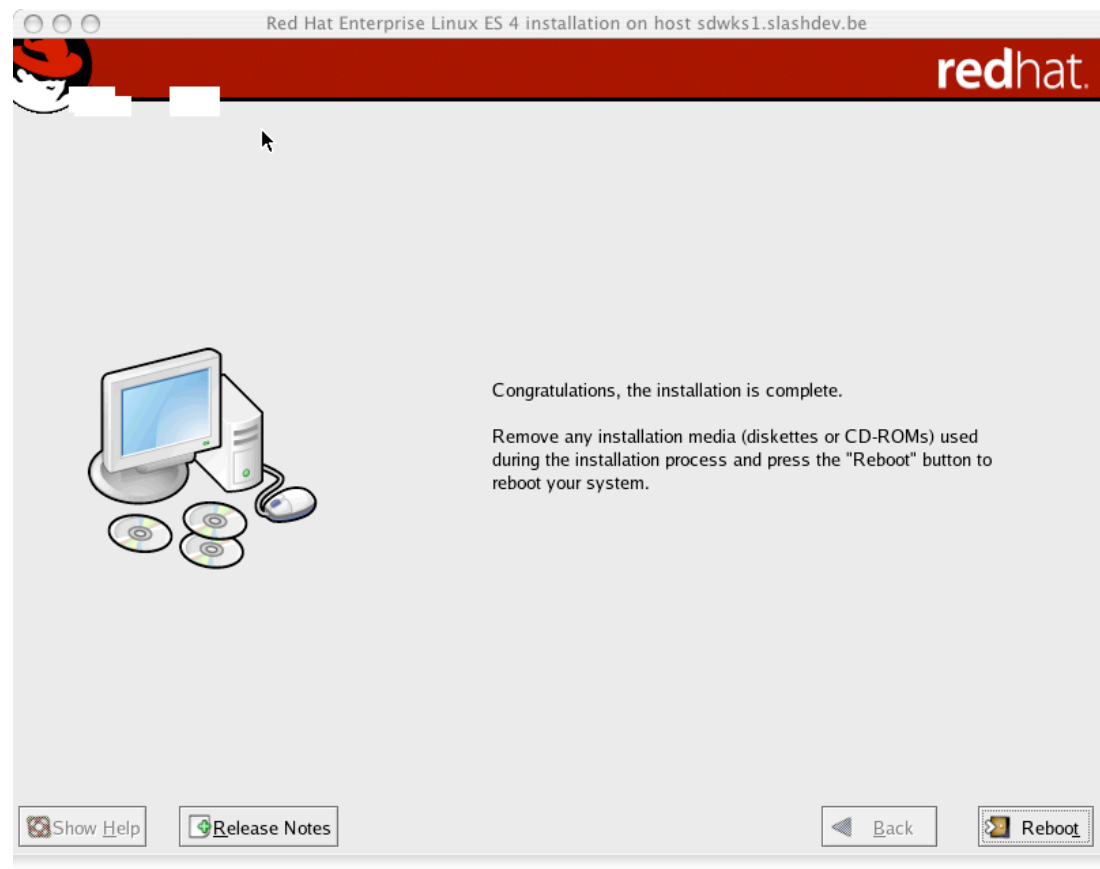 Red Hat Enterprise Linux ES 4 installation on host sdwks1.slashdev.be
redhat.
Congratulations, the installation is complete.
Remove any installation media (diskettes or CD-ROMs) used
during the installation process and press the "Reboot" button to
reboot your system.
Show Help
Release Notes
Back
Reboot